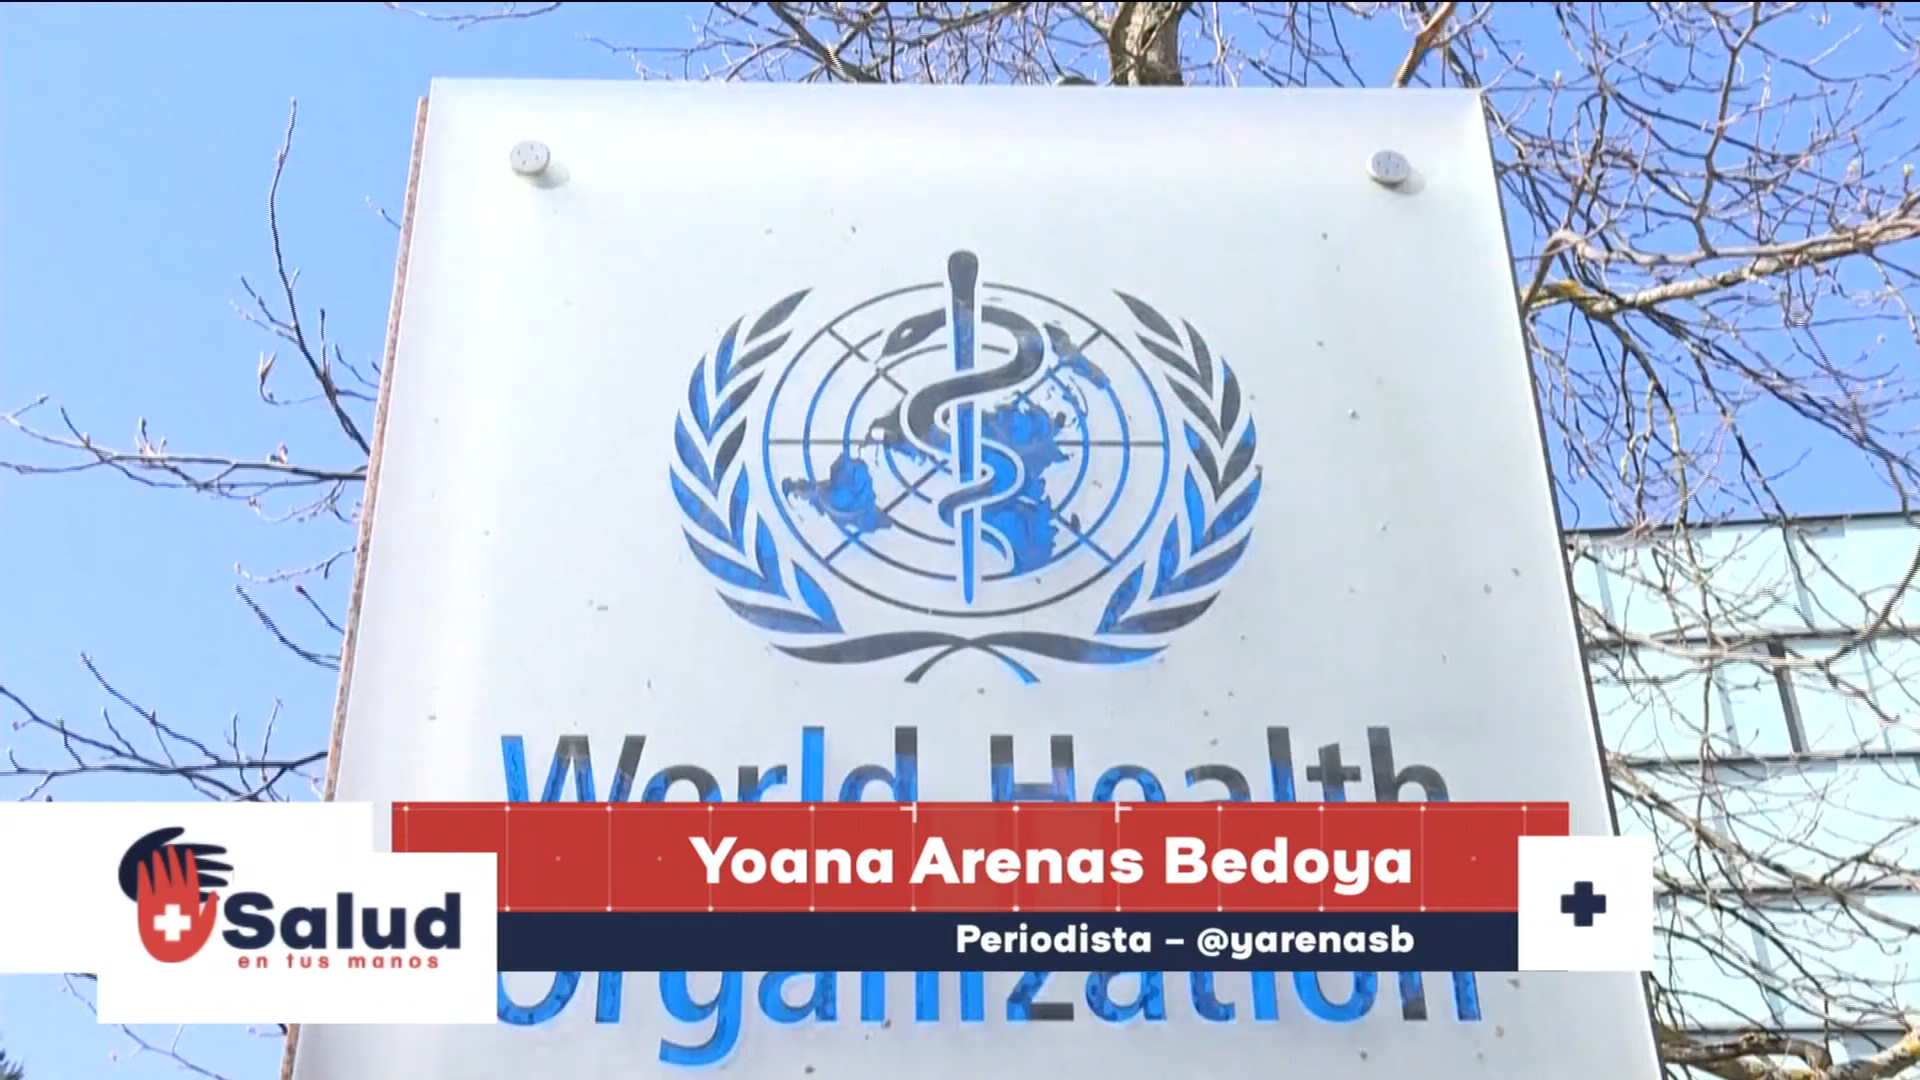 World Health
Organization
Yoana Arenas Bedoya
Periodista – @yarenasb
Salud
en tus manos